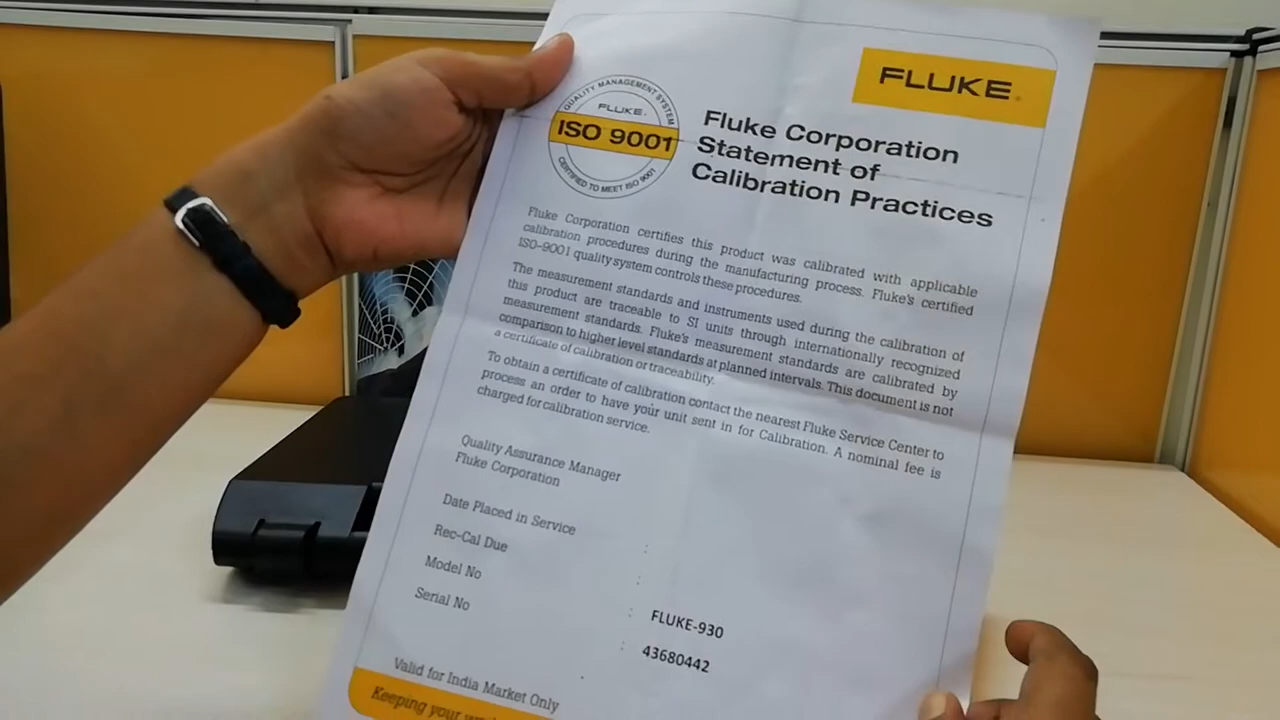 FLUKE®
QUALITY MANAGEMENT SYSTEM
FLUKE.
ISO 9001
CERTIFIED TO MEET ISO 9001
Fluke Corporation
Statement of
Calibration Practices
Fluke Corporation certifies this product was calibrated with applicable
calibration procedures during the manufacturing process. Fluke's certified
ISO-9001 quality system controls these procedures.
The measurement standards and instruments used during the calibration of
this product are traceable to SI units through internationally recognized
measurement standards. Fluke's measurement standards are calibrated by
comparison to higher level standards at planned intervals. This document is not
a certificate of calibration or traceability.
To obtain a certificate of calibration contact the nearest Fluke Service Center to
process an order to have your unit sent in for Calibration. A nominal fee is
charged for calibration service.
Quality Assurance Manager
Fluke Corporation
Date Placed in Service :
Rec-Cal Due :
Model No : FLUKE-930
Serial No : 43680442
Valid for India Market Only
Keeping your